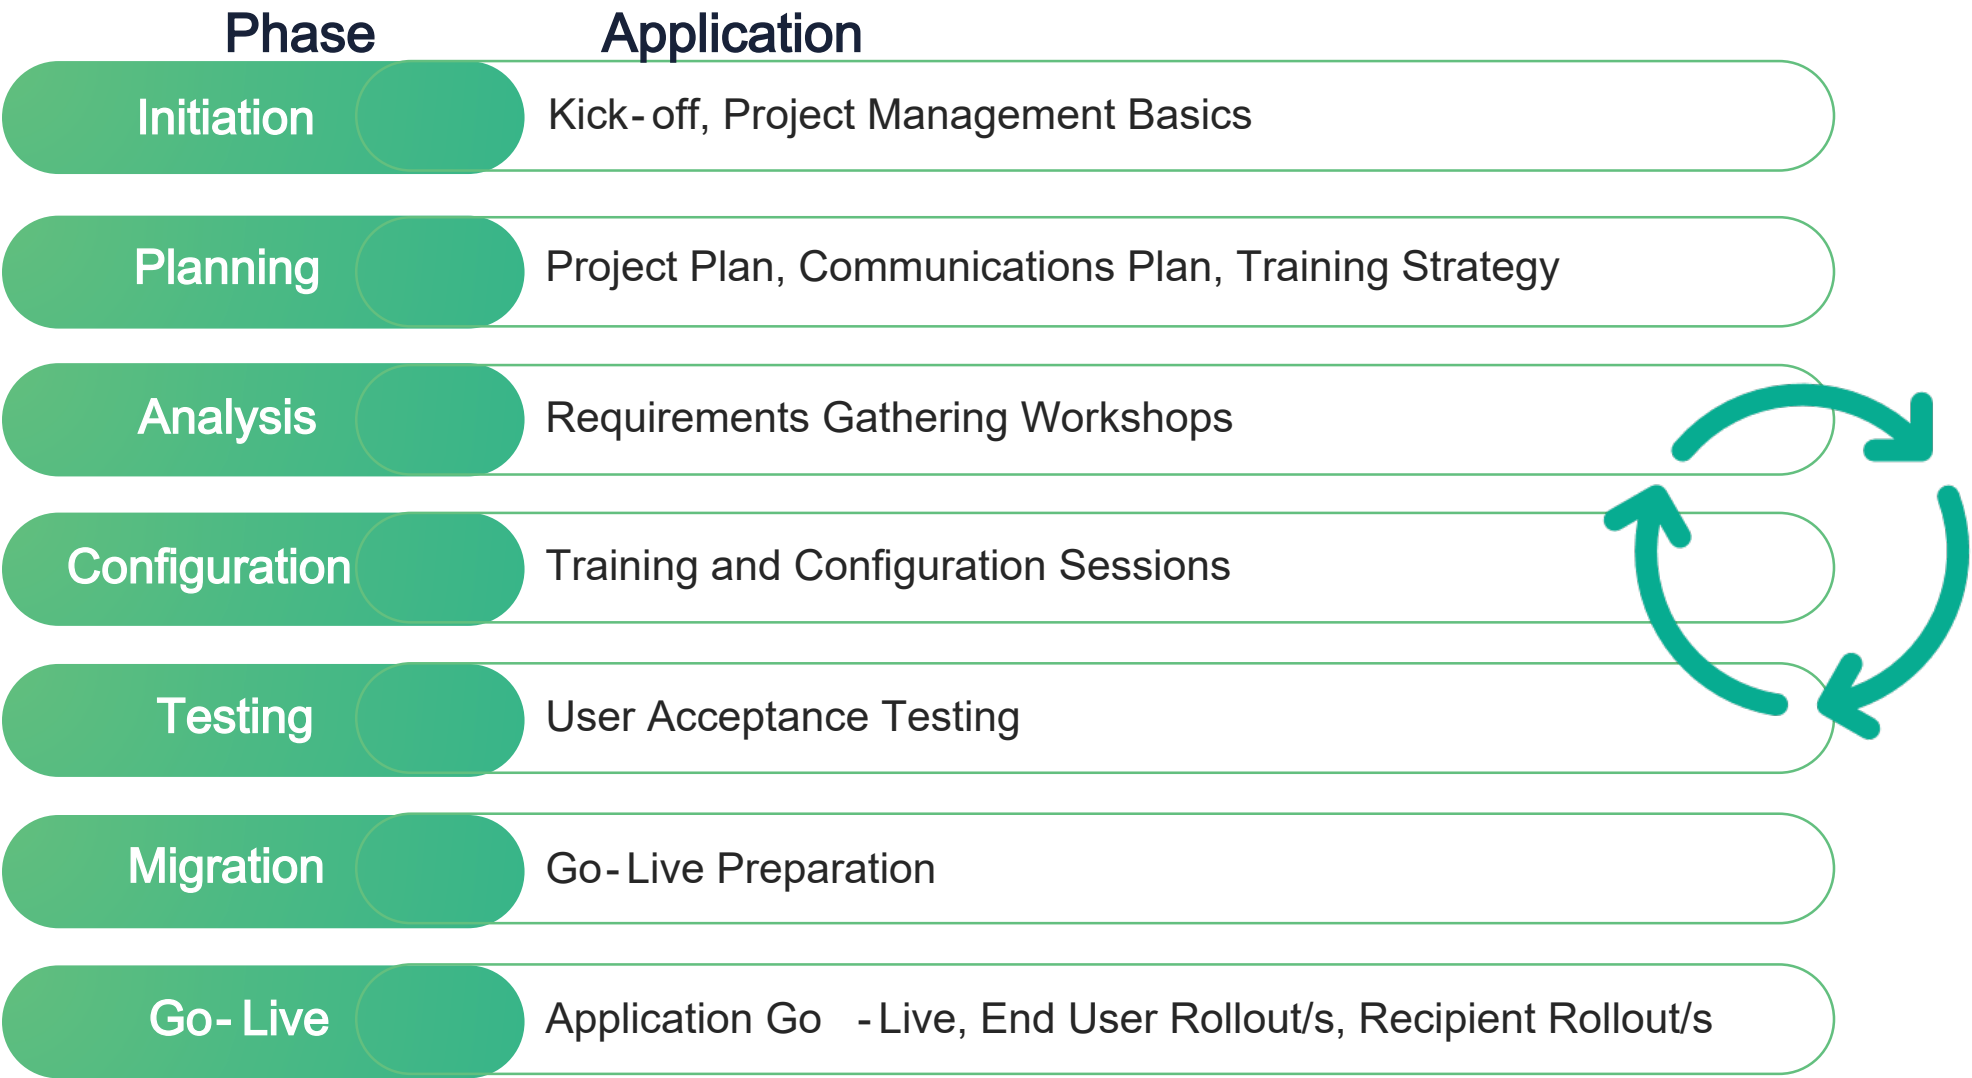 Phase Application
Initiation Kick-off, Project Management Basics
Planning Project Plan, Communications Plan, Training Strategy
Analysis Requirements Gathering Workshops
Configuration Training and Configuration Sessions
Testing User Acceptance Testing
Migration Go-Live Preparation
Go-Live Application Go -Live, End User Rollout/s, Recipient Rollout/s